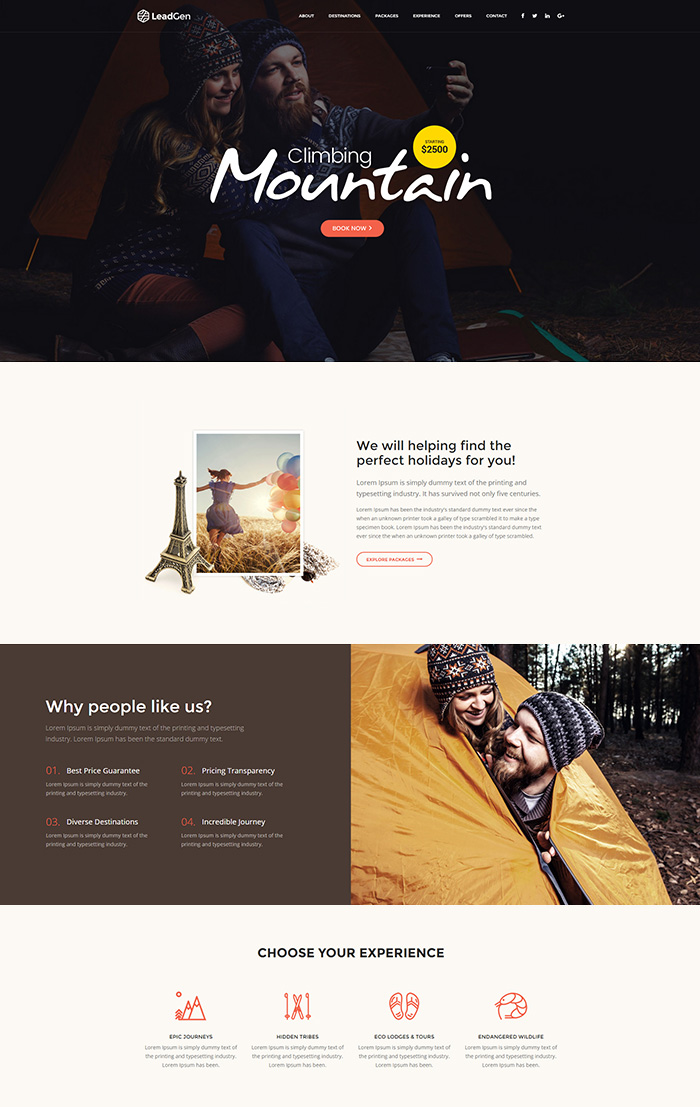 LeadGen
ABOUT DESTINATIONS PACKAGES EXPERIENCE OFFERS CONTACT
STARTING
$2500
Climbing
Mountain
BOOK NOW
We will helping find the
perfect holidays for you!
Lorem Ipsum is simply dummy text of the printing and
typesetting industry. It has survived not only five centuries.
Lorem Ipsum has been the industry's standard dummy text ever since the
when an unknown printer took a galley of type scrambled it to make a type
specimen book. Lorem Ipsum has been the industry's standard dummy text
ever since the when an unknown printer took a galley of type scrambled.
EXPLORE PACKAGES
Why people like us?
Lorem Ipsum is simply dummy text of the printing and typesetting
industry. Lorem Ipsum has been the standard dummy text.
01. Best Price Guarantee
Lorem Ipsum is simply dummy text of the
printing and typesetting industry.
02. Pricing Transparency
Lorem Ipsum is simply dummy text of the
printing and typesetting industry.
03. Diverse Destinations
Lorem Ipsum is simply dummy text of the
printing and typesetting industry.
04. Incredible Journey
Lorem Ipsum is simply dummy text of the
printing and typesetting industry.
CHOOSE YOUR EXPERIENCE
EPIC JOURNEYS
Lorem Ipsum is simply dummy text of
the printing and typesetting industry.
Lorem Ipsum has been.
HIDDEN TRIBES
Lorem Ipsum is simply dummy text of
the printing and typesetting industry.
Lorem Ipsum has been.
ECO LODGES & TOURS
Lorem Ipsum is simply dummy text of
the printing and typesetting industry.
Lorem Ipsum has been.
ENDANGERED WILDLIFE
Lorem Ipsum is simply dummy text of
the printing and typesetting industry.
Lorem Ipsum has been.